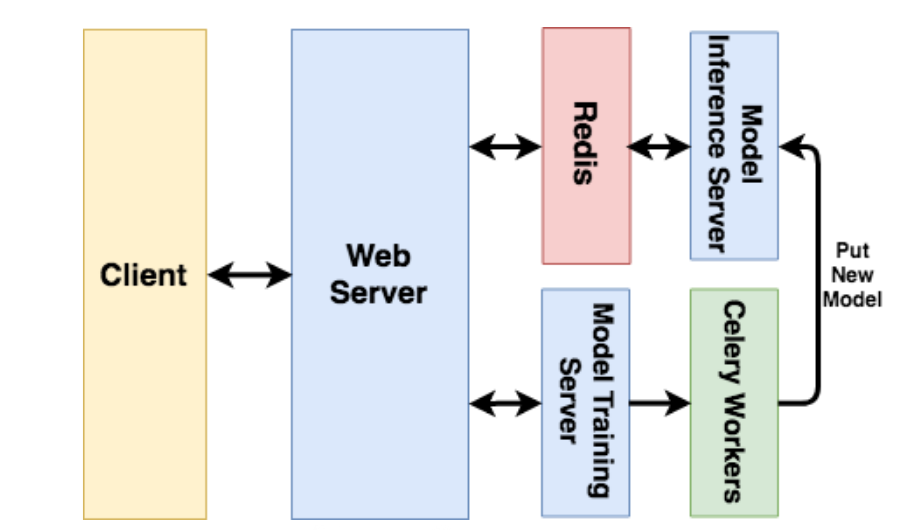 Client
Web
Server
Redis
Model
Inference Server
Model Training
Server
Celery Workers
Put
New
Model